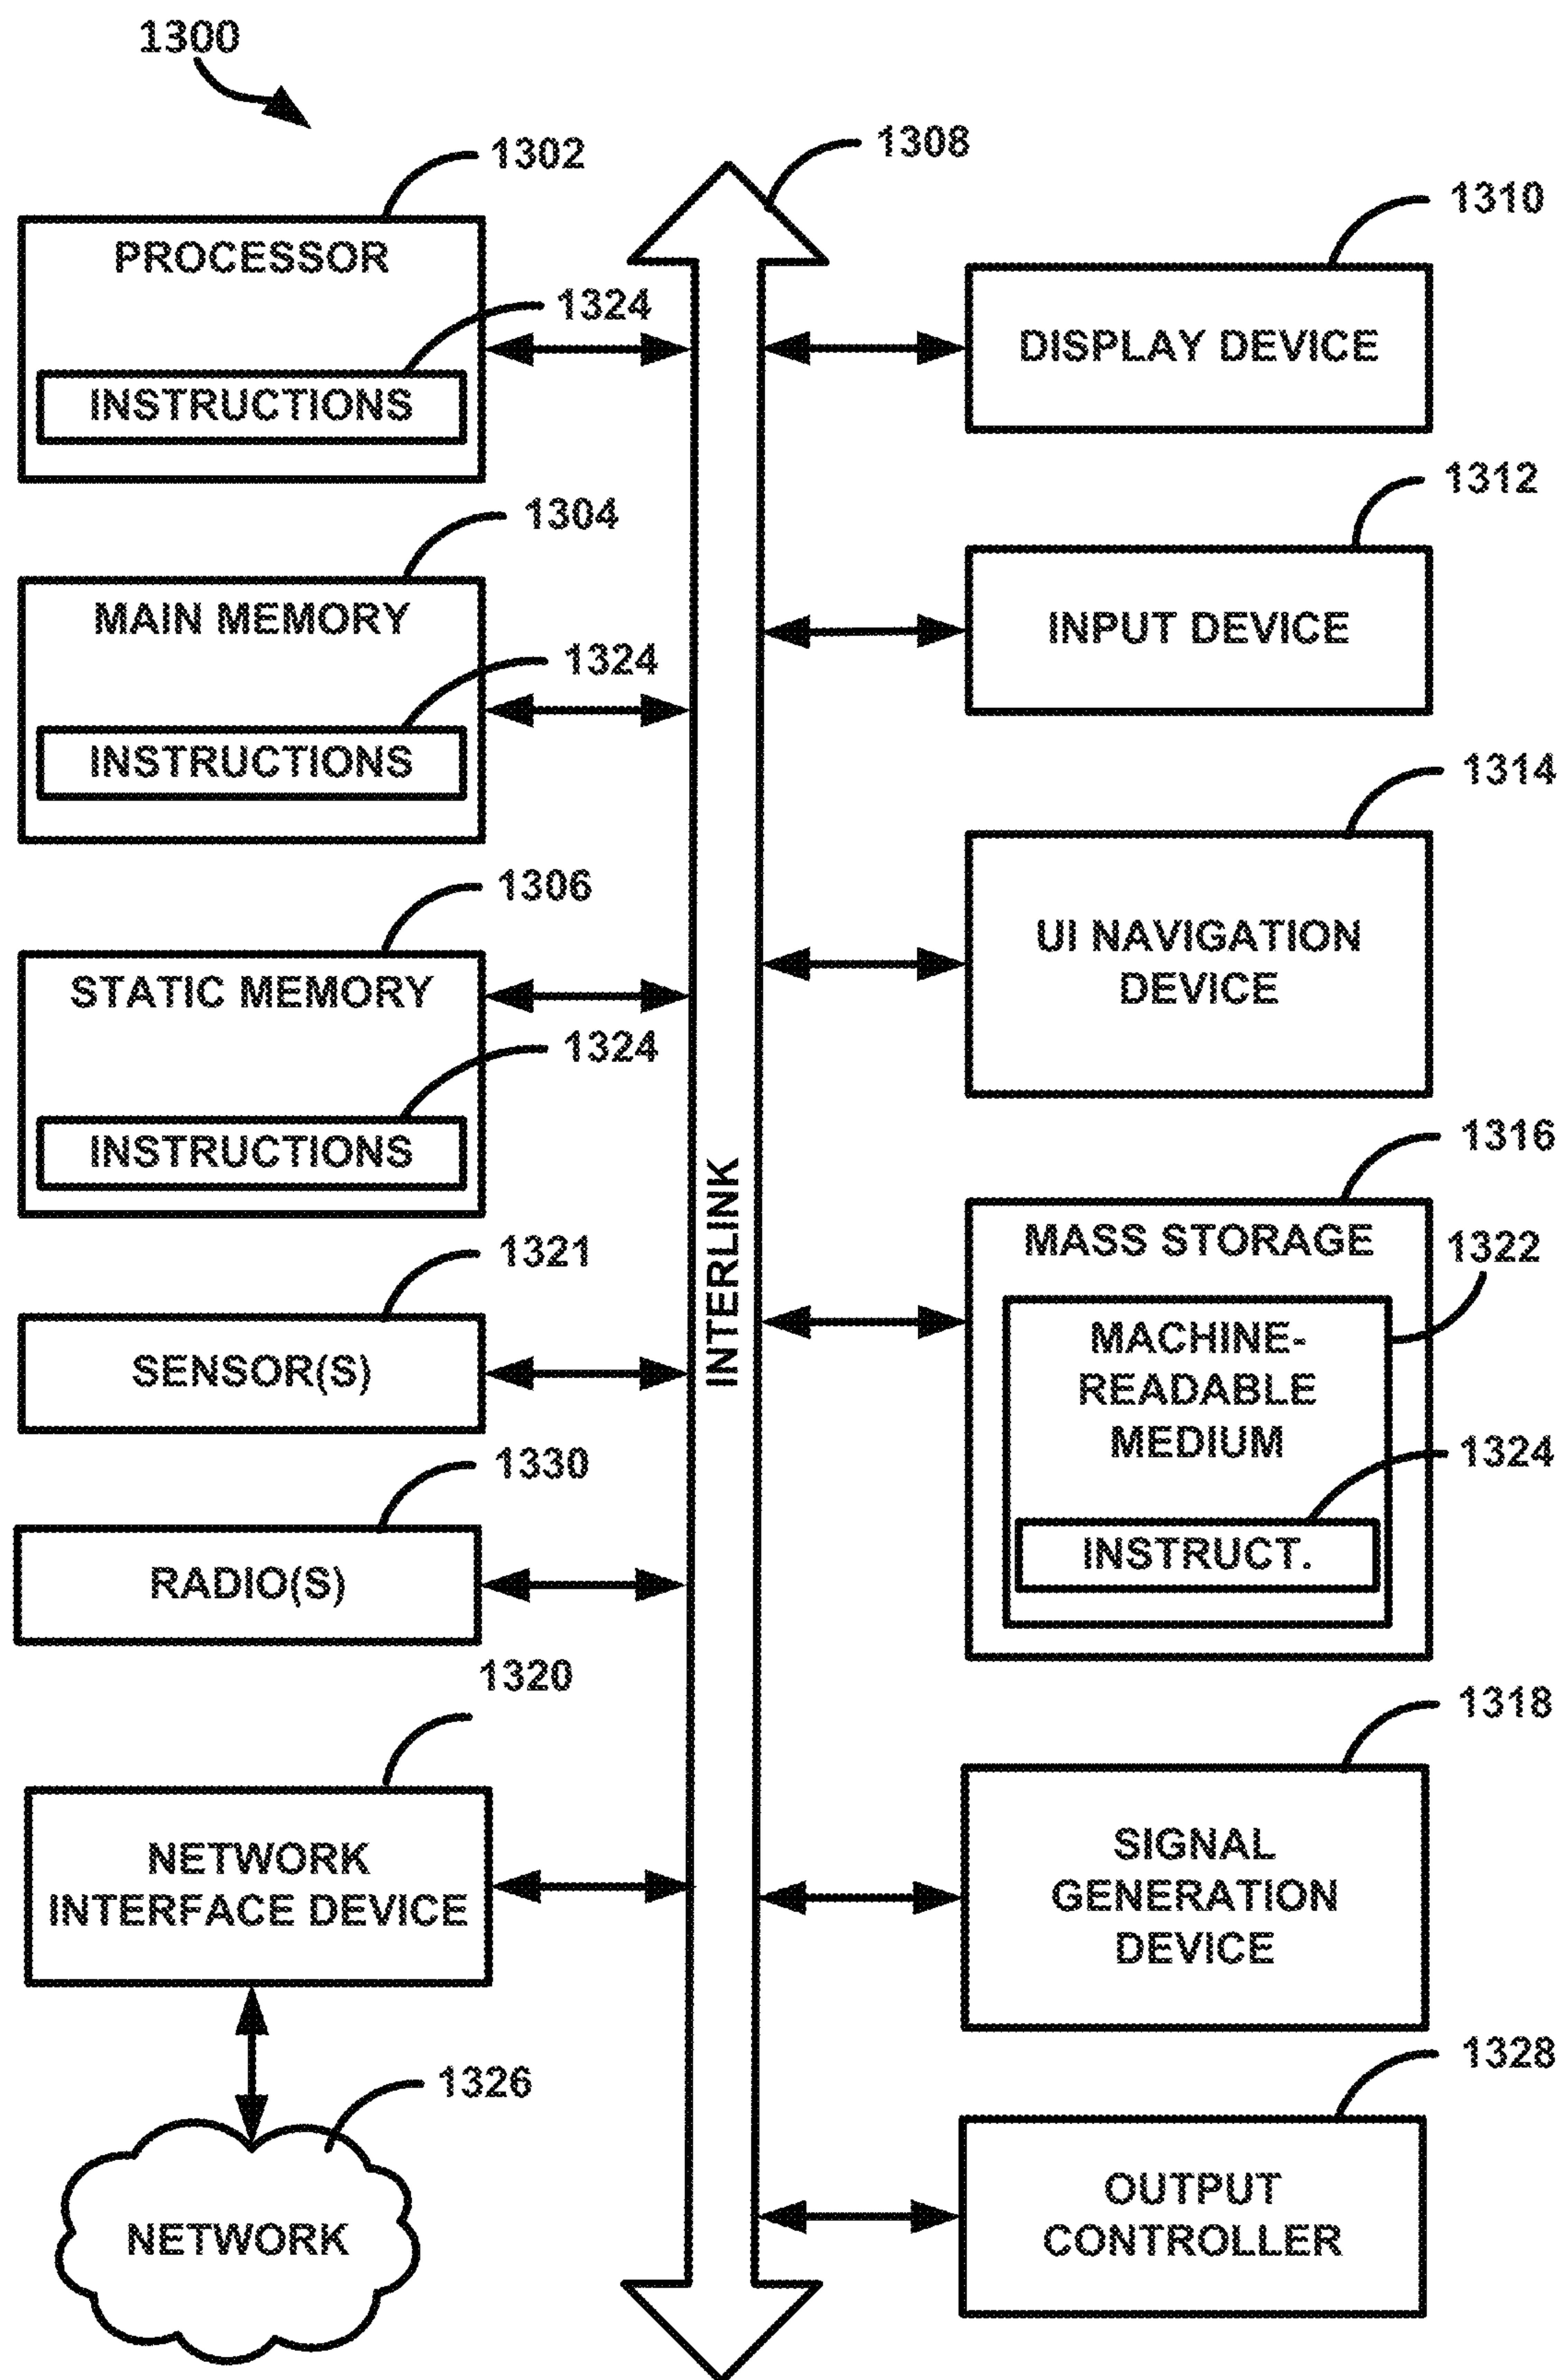 1300
1302
PROCESSOR
1324
INSTRUCTIONS
1304
MAIN MEMORY
1324
INSTRUCTIONS
1306
STATIC MEMORY
1324
INSTRUCTIONS
1321
SENSOR(S)
1330
RADIO(S)
1320
NETWORK
INTERFACE DEVICE
1326
NETWORK
1308
INTERLINK
1310
DISPLAY DEVICE
1312
INPUT DEVICE
1314
UI NAVIGATION
DEVICE
1316
MASS STORAGE
1322
MACHINE-
READABLE
MEDIUM
1324
INSTRUCT.
1318
SIGNAL
GENERATION
DEVICE
1328
OUTPUT
CONTROLLER